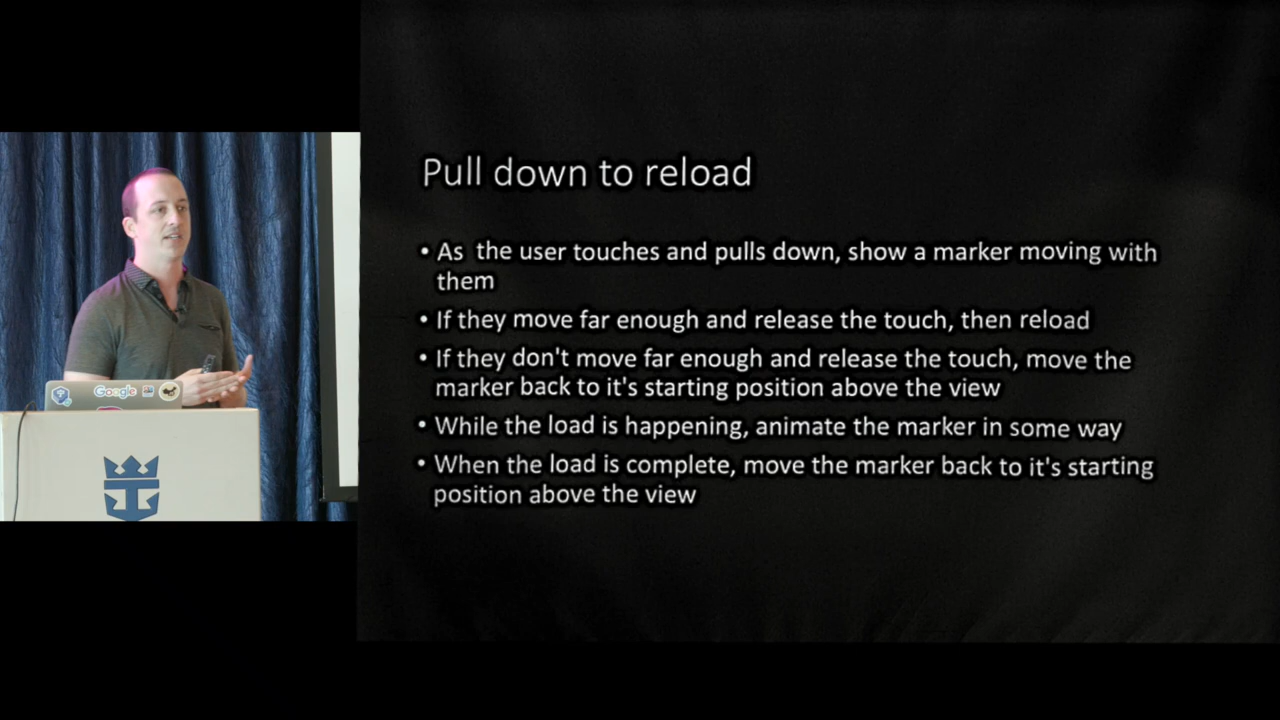 Pull down to reload
• As the user touches and pulls down, show a marker moving with
them
• If they move far enough and release the touch, then reload
• If they don't move far enough and release the touch, move the
marker back to it's starting position above the view
• While the load is happening, animate the marker in some way
• When the load is complete, move the marker back to it's starting
position above the view
Google